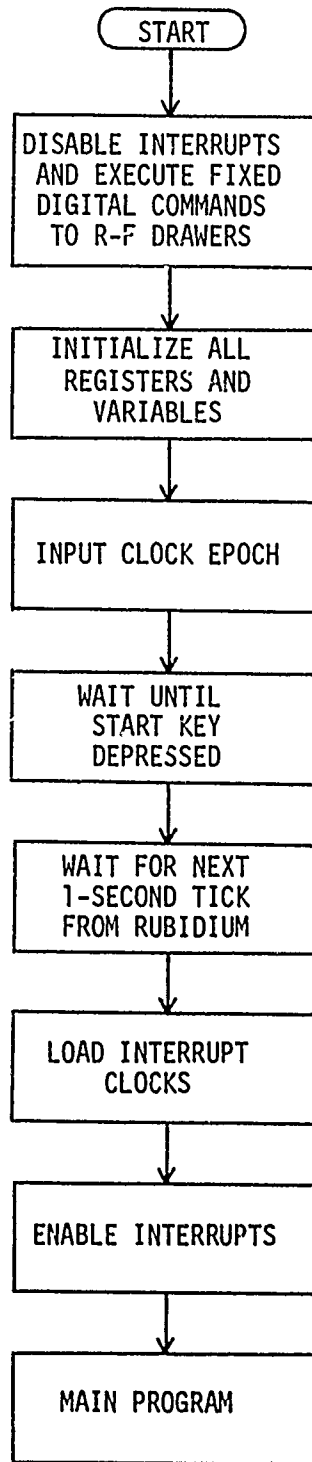 START
DISABLE INTERRUPTS
AND EXECUTE FIXED
DIGITAL COMMANDS
TO R-F DRAWERS
INITIALIZE ALL
REGISTERS AND
VARIABLES
INPUT CLOCK EPOCH
WAIT UNTIL
START KEY
DEPRESSED
WAIT FOR NEXT
1-SECOND TICK
FROM RUBIDIUM
LOAD INTERRUPT
CLOCKS
ENABLE INTERRUPTS
MAIN PROGRAM